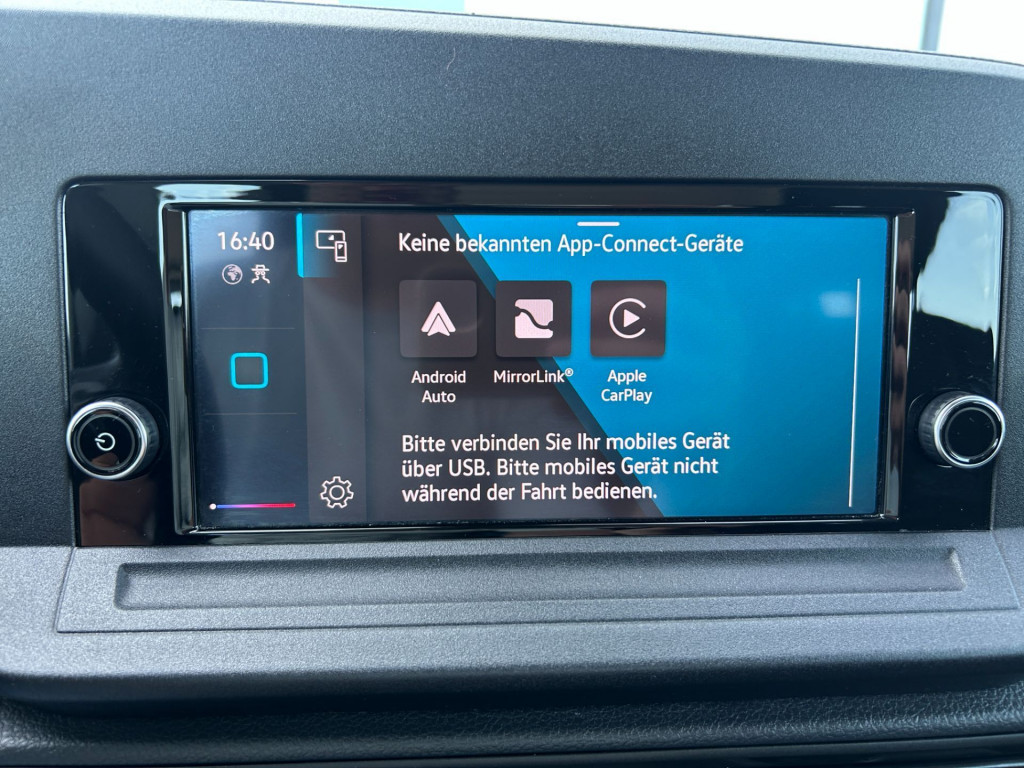 16:40
Keine bekannten App-Connect-Geräte
Android
Auto
MirrorLink®
Apple
CarPlay
Bitte verbinden Sie Ihr mobiles Gerät
über USB. Bitte mobiles Gerät nicht
während der Fahrt bedienen.